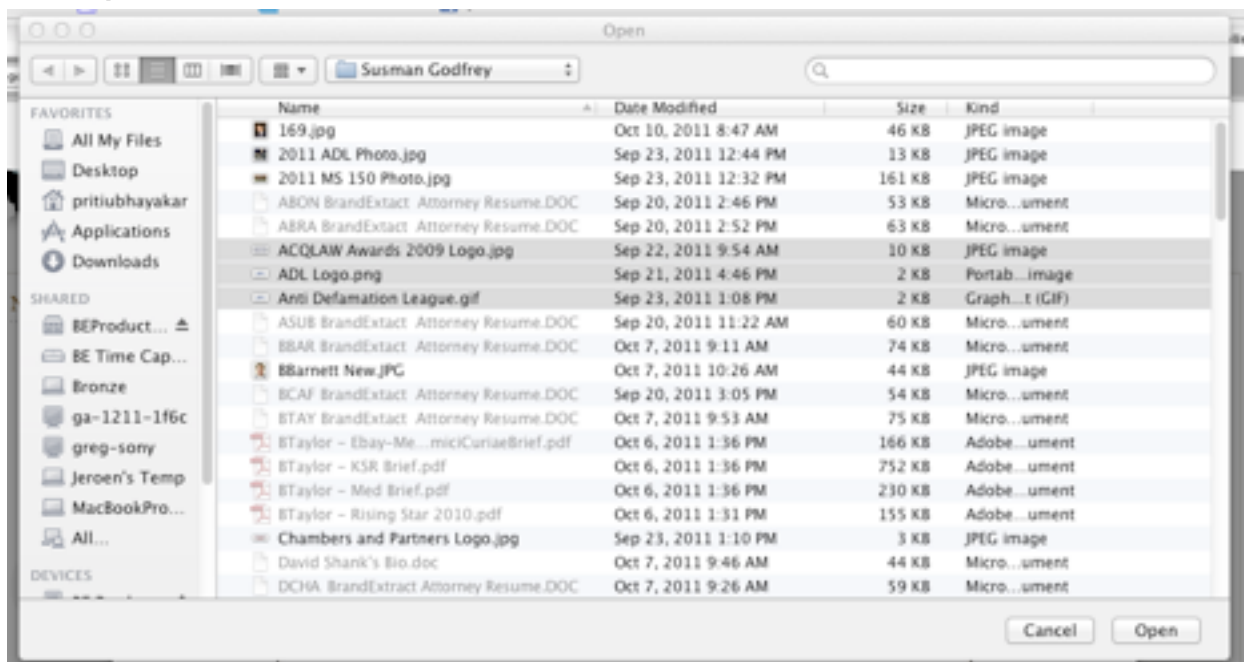 Open
Susman Godfrey
Name Date Modified Size Kind
FAVORITES
All My Files
Desktop
pritiubhayakar
Applications
Downloads
SHARED
BEProduct...
BE Time Cap...
Bronze
ga-1211-1f6c
greg-sony
Jeroen's Temp
MacBookPro...
All...
DEVICES
169.jpg Oct 10, 2011 8:47 AM 46 KB JPEG image
2011 ADL Photo.jpg Sep 23, 2011 12:44 PM 13 KB JPEG image
2011 MS 150 Photo.jpg Sep 23, 2011 12:32 PM 161 KB JPEG image
ABON BrandExtact Attorney Resume.DOC Sep 20, 2011 2:46 PM 53 KB Micro...ument
ABRA BrandExtact Attorney Resume.DOC Sep 20, 2011 2:52 PM 63 KB Micro...ument
ACQLAW Awards 2009 Logo.jpg Sep 22, 2011 9:54 AM 10 KB JPEG image
ADL Logo.png Sep 21, 2011 4:46 PM 2 KB Portab...image
Anti Defamation League.gif Sep 23, 2011 1:08 PM 2 KB Graph...t (GIF)
ASUB BrandExtact Attorney Resume.DOC Sep 20, 2011 11:22 AM 60 KB Micro...ument
BBAR BrandExtact Attorney Resume.DOC Oct 7, 2011 9:11 AM 74 KB Micro...ument
BBarnett New.JPG Oct 7, 2011 10:26 AM 44 KB JPEG image
BCAF BrandExtact Attorney Resume.DOC Sep 20, 2011 3:05 PM 54 KB Micro...ument
BTAY BrandExtact Attorney Resume.DOC Oct 7, 2011 9:53 AM 75 KB Micro...ument
BTaylor - Ebay-Me...miciCuriaeBrief.pdf Oct 6, 2011 1:36 PM 166 KB Adobe...ument
BTaylor - KSR Brief.pdf Oct 6, 2011 1:36 PM 752 KB Adobe...ument
BTaylor - Med Brief.pdf Oct 6, 2011 1:36 PM 230 KB Adobe...ument
BTaylor - Rising Star 2010.pdf Oct 6, 2011 1:31 PM 155 KB Adobe...ument
Chambers and Partners Logo.jpg Sep 23, 2011 1:10 PM 3 KB JPEG image
David Shank's Bio.doc Oct 7, 2011 9:46 AM 44 KB Micro...ument
DCHA BrandExtract Attorney Resume.DOC Oct 7, 2011 9:26 AM 59 KB Micro...ument
Cancel Open